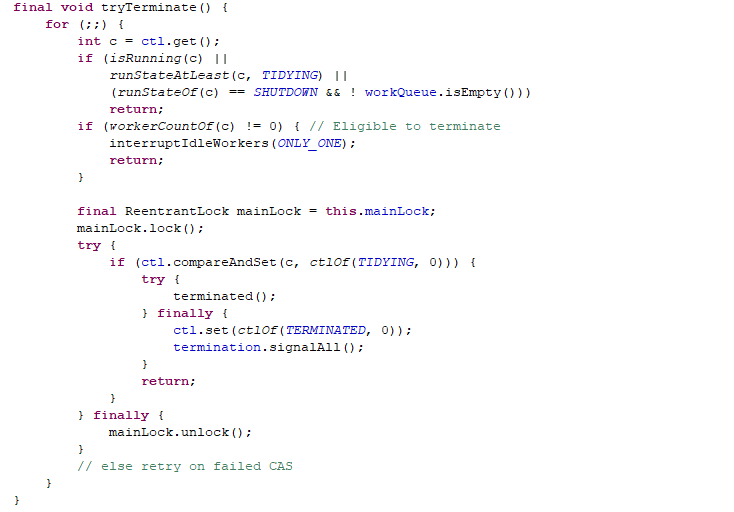 final void tryTerminate() {
    for (;;) {
        int c = ctl.get();
        if (isRunning(c) ||
            runStateAtLeast(c, TIDYING) ||
            (runStateOf(c) == SHUTDOWN && ! workQueue.isEmpty()))
            return;
        if (workerCountOf(c) != 0) { // Eligible to terminate
            interruptIdleWorkers(ONLY_ONE);
            return;
        }

        final ReentrantLock mainLock = this.mainLock;
        mainLock.lock();
        try {
            if (ctl.compareAndSet(c, ctlOf(TIDYING, 0))) {
                try {
                    terminated();
                } finally {
                    ctl.set(ctlOf(TERMINATED, 0));
                    termination.signalAll();
                }
                return;
            }
        } finally {
            mainLock.unlock();
        }
        // else retry on failed CAS
    }
}